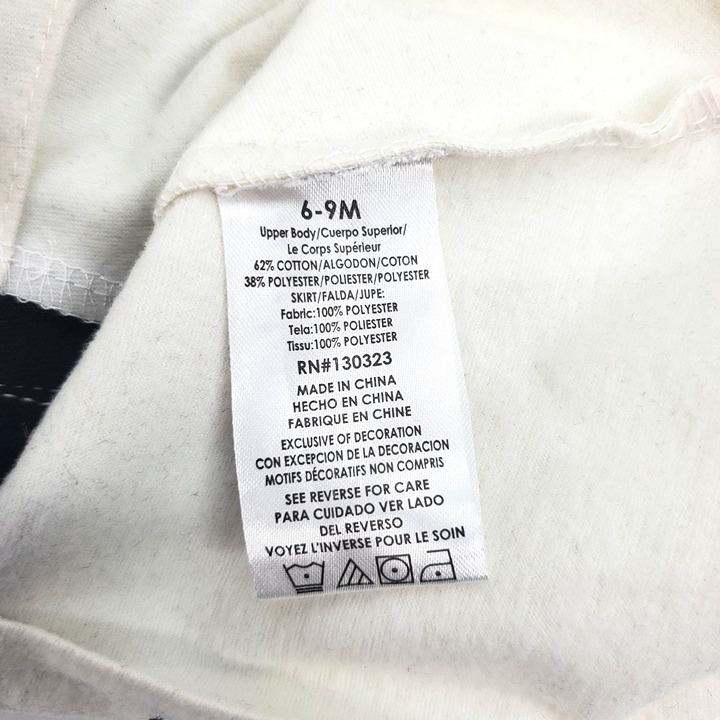 6-9M
Upper Body/Cuerpo Superior/
Le Corps Supérieur
62% COTTON/ALGODON/COTON
38% POLYESTER/POLIESTER/POLYESTER
SKIRT/FALDA/JUPE:
Fabric:100% POLYESTER
Tela:100% POLIESTER
Tissu:100% POLYESTER
RN#130323
MADE IN CHINA
HECHO EN CHINA
FABRIQUE EN CHINE
EXCLUSIVE OF DECORATION
CON EXCEPCION DE LA DECORACION
MOTIFS DÉCORATIFS NON COMPRIS
SEE REVERSE FOR CARE
PARA CUIDADO VER LADO
DEL REVERSO
VOYEZ L'INVERSE POUR LE SOIN